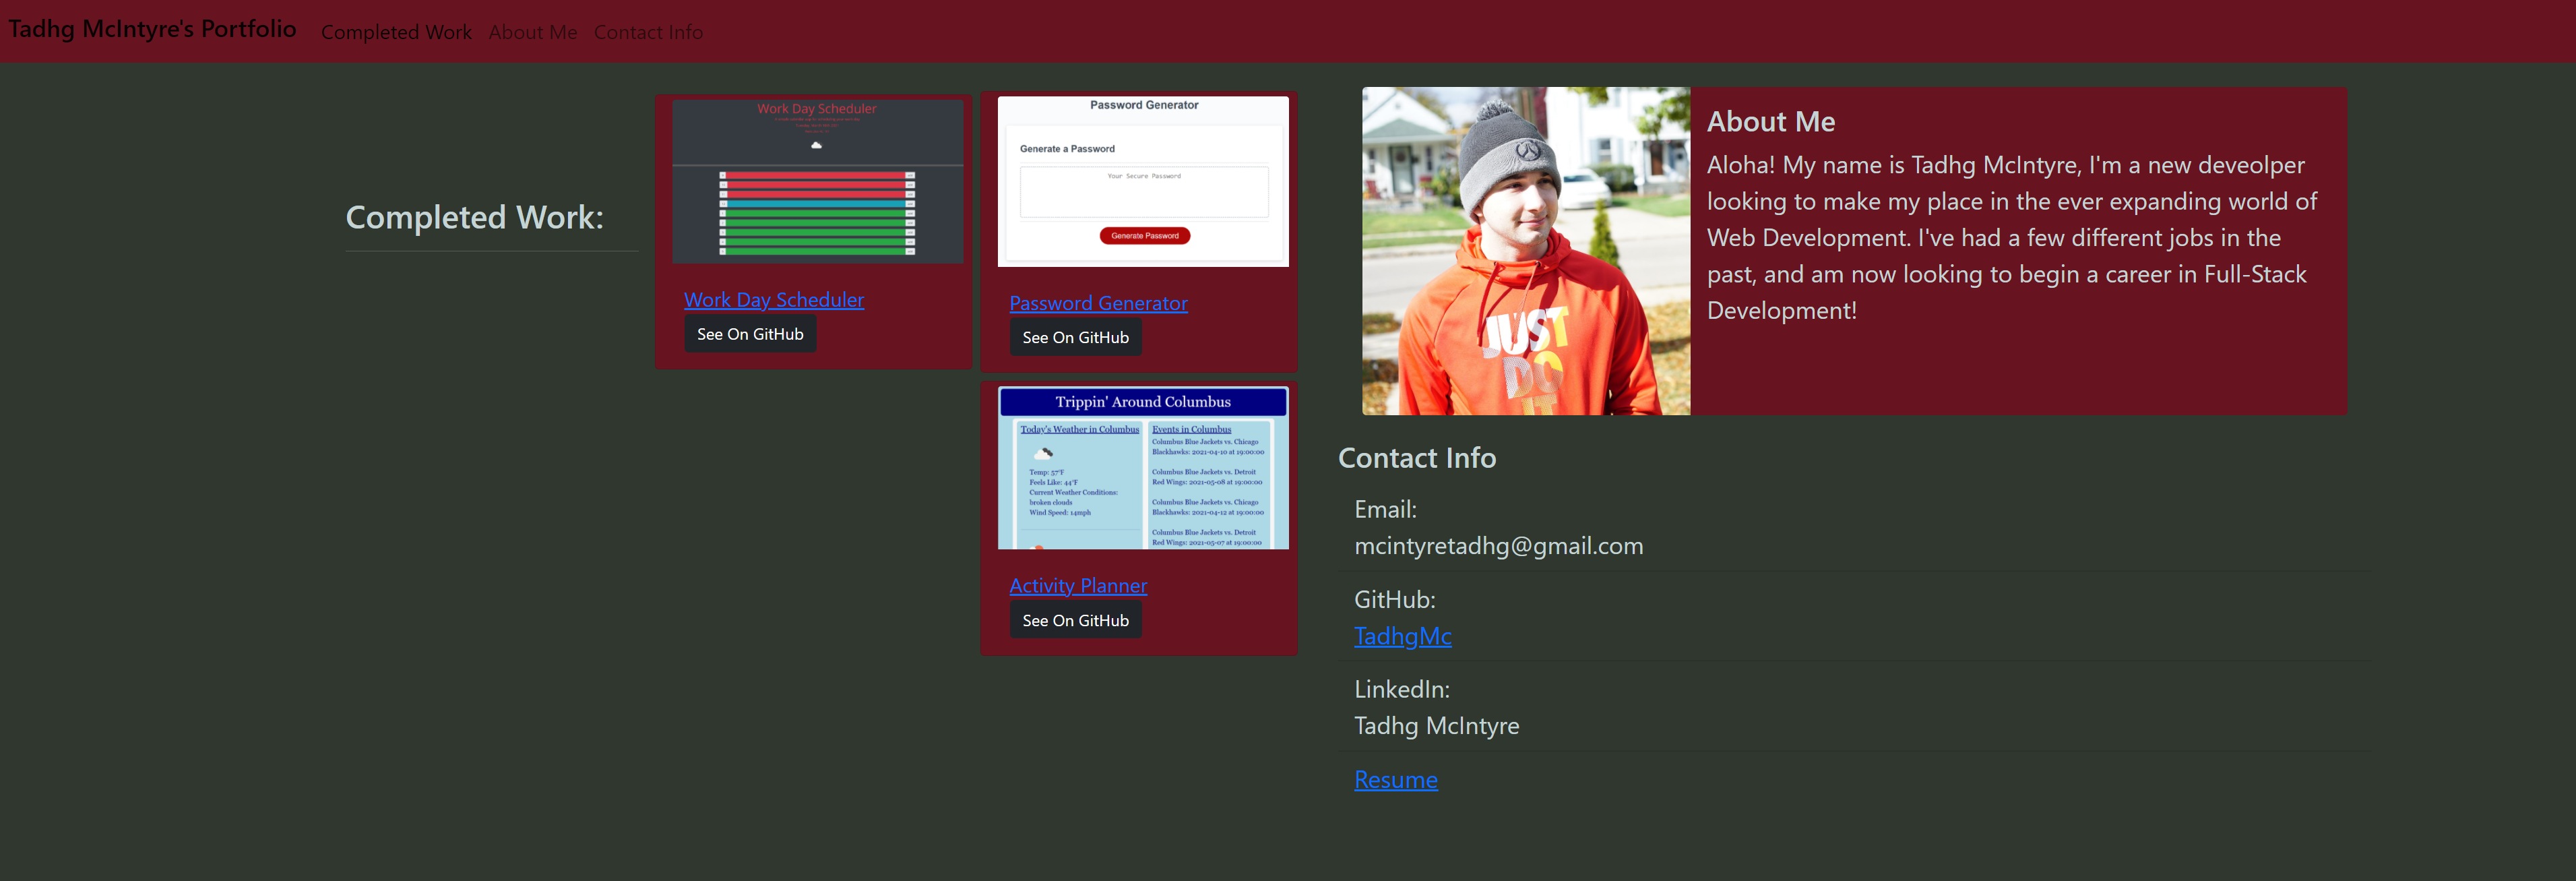 Tadhg McIntyre's Portfolio
Completed Work
About Me
Contact Info
Completed Work:
Work Day Scheduler
Work Day Scheduler
See On GitHub
Password Generator
Generate a Password
Your Secure Password
Generate Password
Password Generator
See On GitHub
Trippin' Around Columbus
Today's Weather in Columbus
Temp: 57°F
Feels Like: 44°F
Current Weather Conditions:
broken clouds
Wind Speed: 14mph
Events in Columbus
Columbus Blue Jackets vs. Chicago
Blackhawks: 2021-04-10 at 19:00:00
Columbus Blue Jackets vs. Detroit
Red Wings: 2021-05-08 at 19:00:00
Columbus Blue Jackets vs. Chicago
Blackhawks: 2021-04-12 at 19:00:00
Columbus Blue Jackets vs. Detroit
Red Wings: 2021-05-07 at 19:00:00
Activity Planner
See On GitHub
JUST
DO
IT
About Me
Aloha! My name is Tadhg McIntyre, I'm a new deveolper
looking to make my place in the ever expanding world of
Web Development. I've had a few different jobs in the
past, and am now looking to begin a career in Full-Stack
Development!
Contact Info
Email:
mcintyretadhg@gmail.com
GitHub:
TadhgMc
LinkedIn:
Tadhg McIntyre
Resume